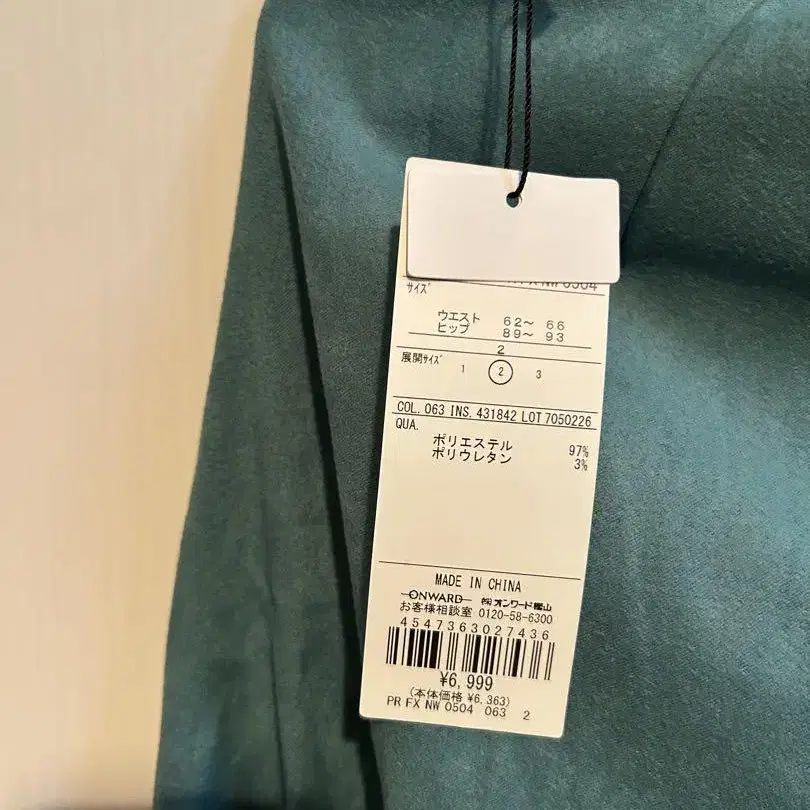 サイズ
ウエスト 62～ 66
ヒップ 89～ 93
2
展開サイズ 1 2 3
COL. 063 INS. 431842 LOT 7050226
QUA.
ポリエステル 97%
ポリウレタン 3%
MADE IN CHINA
ONWARD ㈱オンワード樫山
お客様相談室 0120-58-6300
4547363027436
¥6,999
(本体価格 ¥6,363)
PR FX NW 0504 063 2